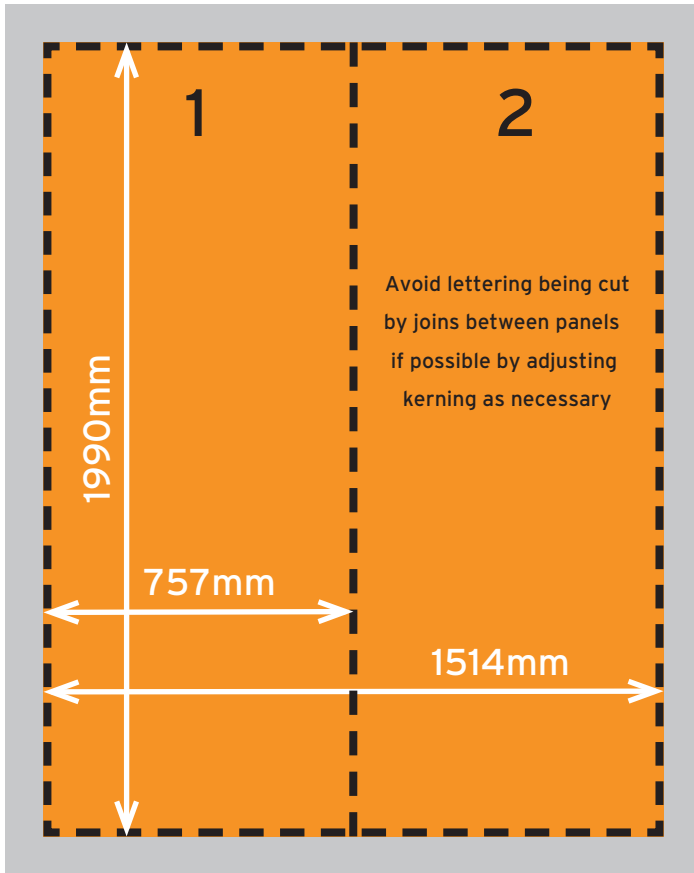 1
2
Avoid lettering being cut
by joins between panels
if possible by adjusting
kerning as necessary
1990mm
757mm
1514mm